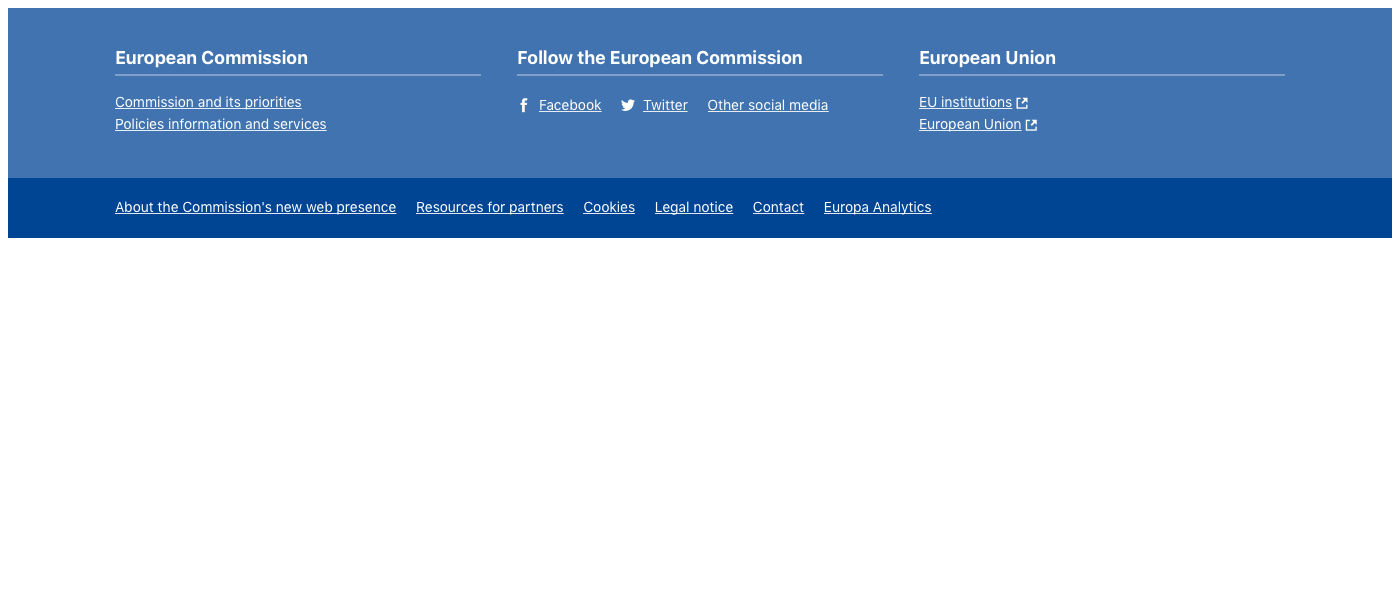 European Commission
Commission and its priorities
Policies information and services
Follow the European Commission
Facebook Twitter Other social media
European Union
EU institutions
European Union
About the Commission's new web presence Resources for partners Cookies Legal notice Contact Europa Analytics